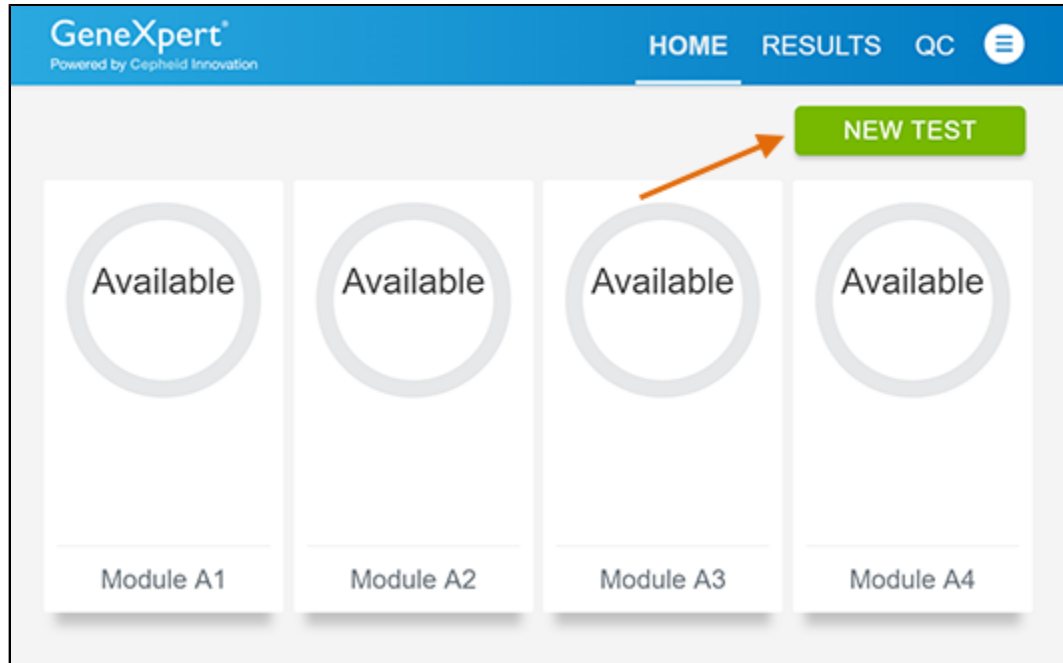 GeneXpert®
Powered by Cepheid Innovation
HOME RESULTS QC
NEW TEST
Available Available Available Available
Module A1 Module A2 Module A3 Module A4